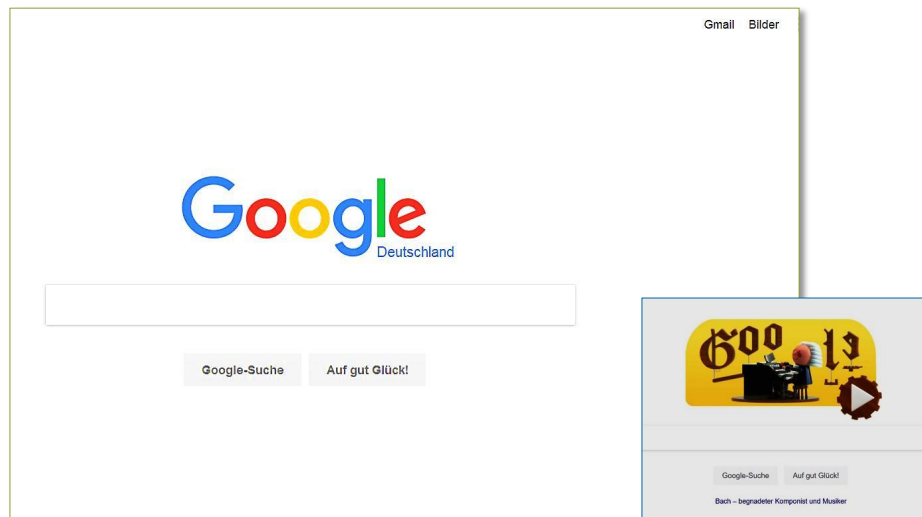 Gmail Bilder
Google
Deutschland
Google-Suche Auf gut Glück!
Google-Suche Auf gut Glück!
Bach – begnadeter Komponist und Musiker